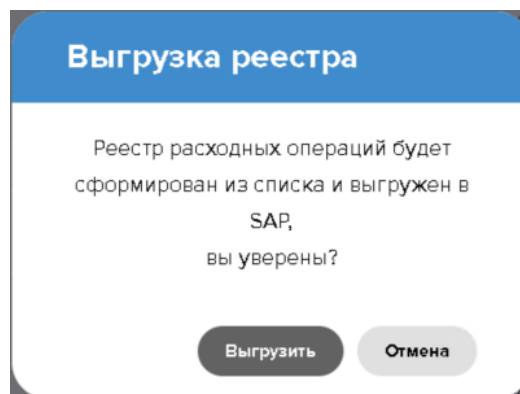 Выгрузка реестра
Реестр расходных операций будет
сформирован из списка и выгружен в
SAP,
вы уверены?
Выгрузить Отмена